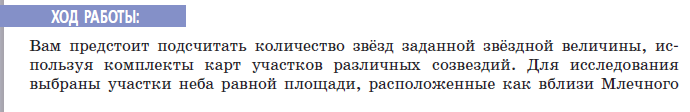 ХОД РАБОТЫ:
Вам предстоит подсчитать количество звёзд заданной звёздной величины, ис-
пользуя комплекты карт участков различных созвездий. Для исследования
выбраны участки неба равной площади, расположенные как вблизи Млечного